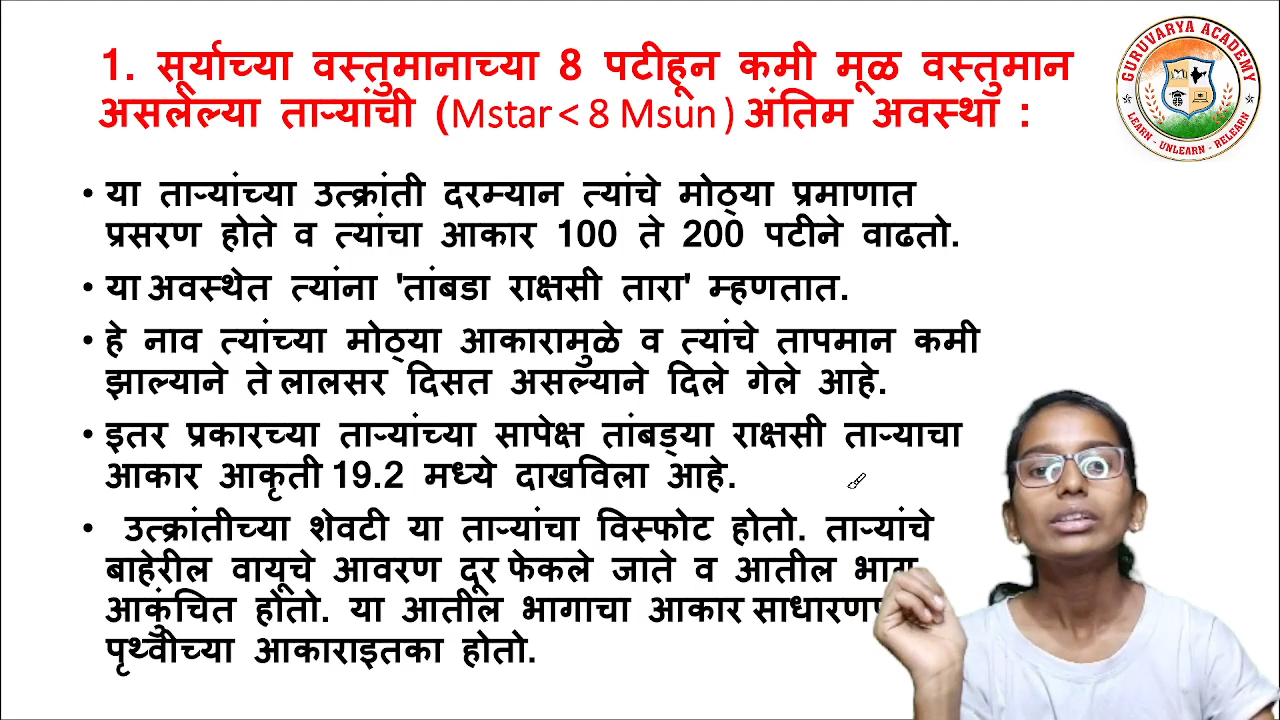 1. सूर्याच्या वस्तुमानाच्या 8 पटीहून कमी मूळ वस्तुमान
असलेल्या ताऱ्यांची (Mstar < 8 Msun) अंतिम अवस्था :
GURUVARYA ACADEMY
LEARN - UNLEARN - RELEARN
• या ताऱ्यांच्या उत्क्रांती दरम्यान त्यांचे मोठ्या प्रमाणात
प्रसरण होते व त्यांचा आकार 100 ते 200 पटीने वाढतो.
• या अवस्थेत त्यांना 'तांबडा राक्षसी तारा' म्हणतात.
• हे नाव त्यांच्या मोठ्या आकारामुळे व त्यांचे तापमान कमी
झाल्याने ते लालसर दिसत असल्याने दिले गेले आहे.
• इतर प्रकारच्या ताऱ्यांच्या सापेक्ष तांबड्या राक्षसी ताऱ्याचा
आकार आकृती 19.2 मध्ये दाखविला आहे.
• उत्क्रांतीच्या शेवटी या ताऱ्यांचा विस्फोट होतो. ताऱ्यांचे
बाहेरील वायूचे आवरण दूर फेकले जाते व आतील भाग
आकुंचित होतो. या आतील भागाचा आकार
पृथ्वीच्या आकाराइतका होतो.